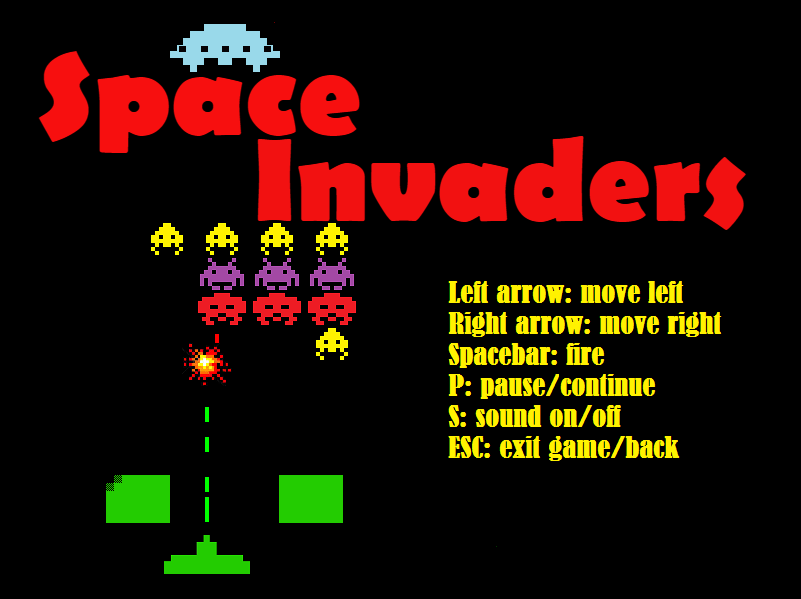 Space
Invaders
Left arrow: move left
Right arrow: move right
Spacebar: fire
P: pause/continue
S: sound on/off
ESC: exit game/back